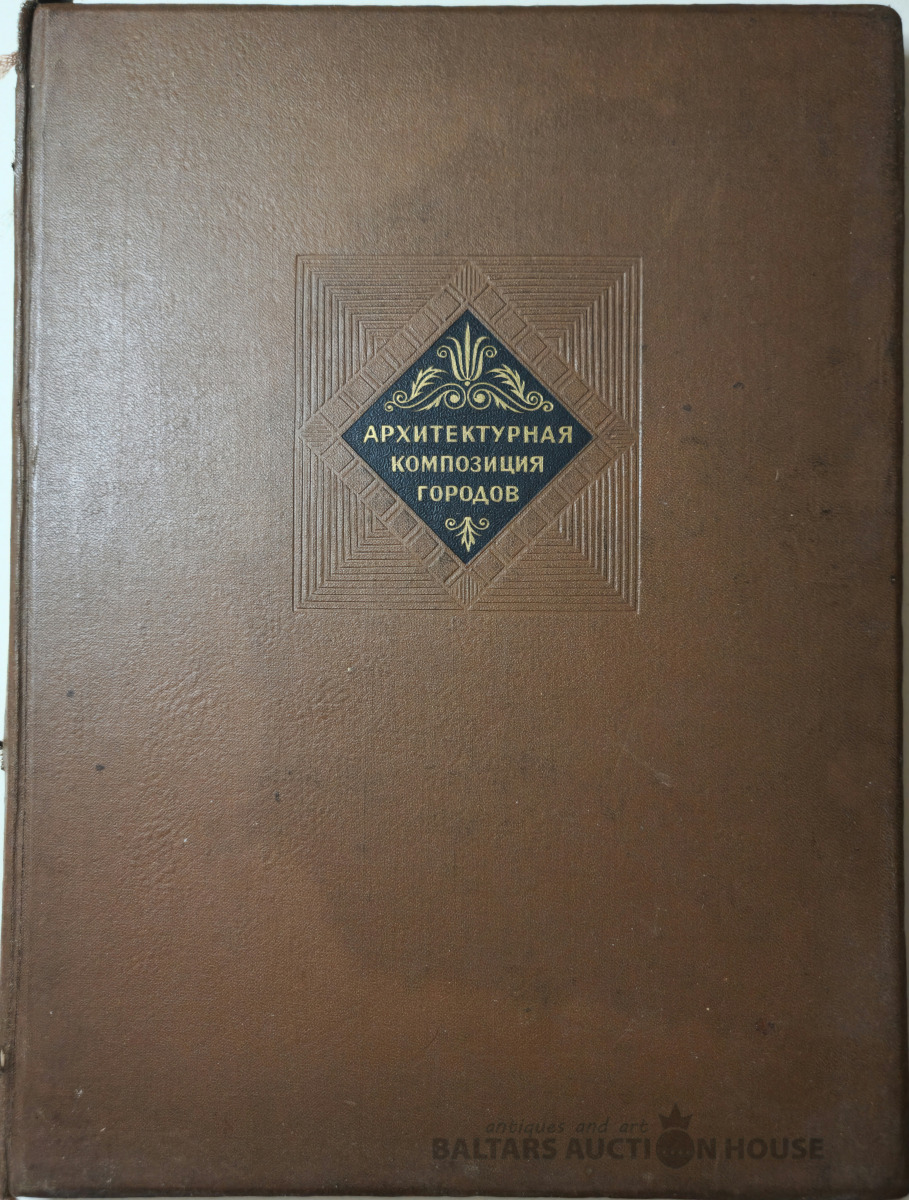 АРХИТЕКТУРНАЯ
КОМПОЗИЦИЯ
ГОРОДОВ
antiques and art
BALTARS AUCTION HOUSE